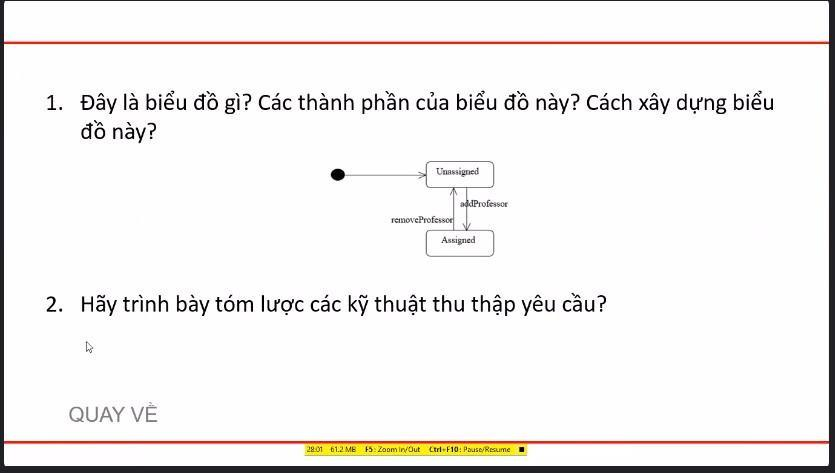 1. Đây là biểu đồ gì? Các thành phần của biểu đồ này? Cách xây dựng biểu
đồ này?
Unassigned
addProfessor
removeProfessor
Assigned
2. Hãy trình bày tóm lược các kỹ thuật thu thập yêu cầu?
QUAY VỀ
28:01 61.2 MB F5: Zoom In/Out Ctrl+F10: Pause/Resume